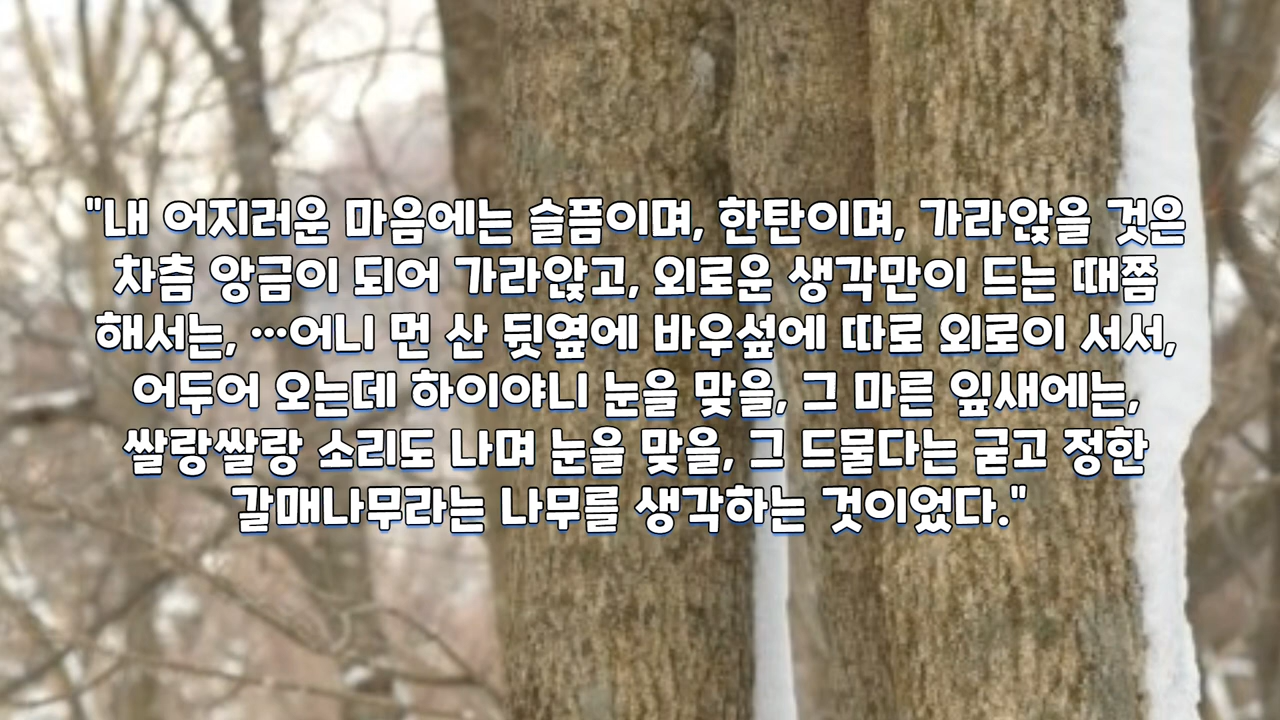 "내 어지러운 마음에는 슬픔이며, 한탄이며, 가라앉을 것은
차츰 앙금이 되어 가라앉고, 외로운 생각만이 드는 때쯤
해서는, …어니 먼 산 뒷옆에 바우섶에 따로 외로이 서서,
어두어 오는데 하이야니 눈을 맞을, 그 마른 잎새에는,
쌀랑쌀랑 소리도 나며 눈을 맞을, 그 드물다는 굳고 정한
갈매나무라는 나무를 생각하는 것이었다."